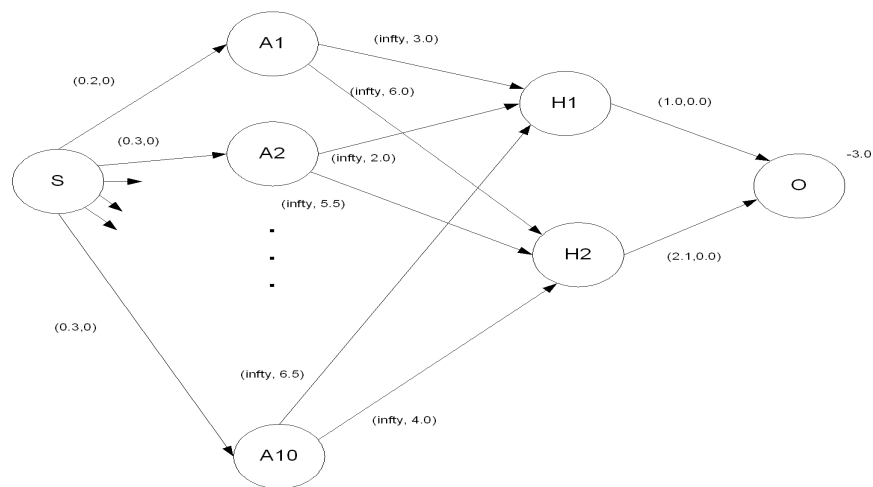 A1
(infty, 3.0)
(0.2,0)
(infty, 6.0)
H1
(1.0,0.0)
(0.3,0)
A2
(infty, 2.0)
-3.0
S
O
(infty, 5.5)
H2
(2.1,0.0)
(0.3,0)
(infty, 6.5)
(infty, 4.0)
A10